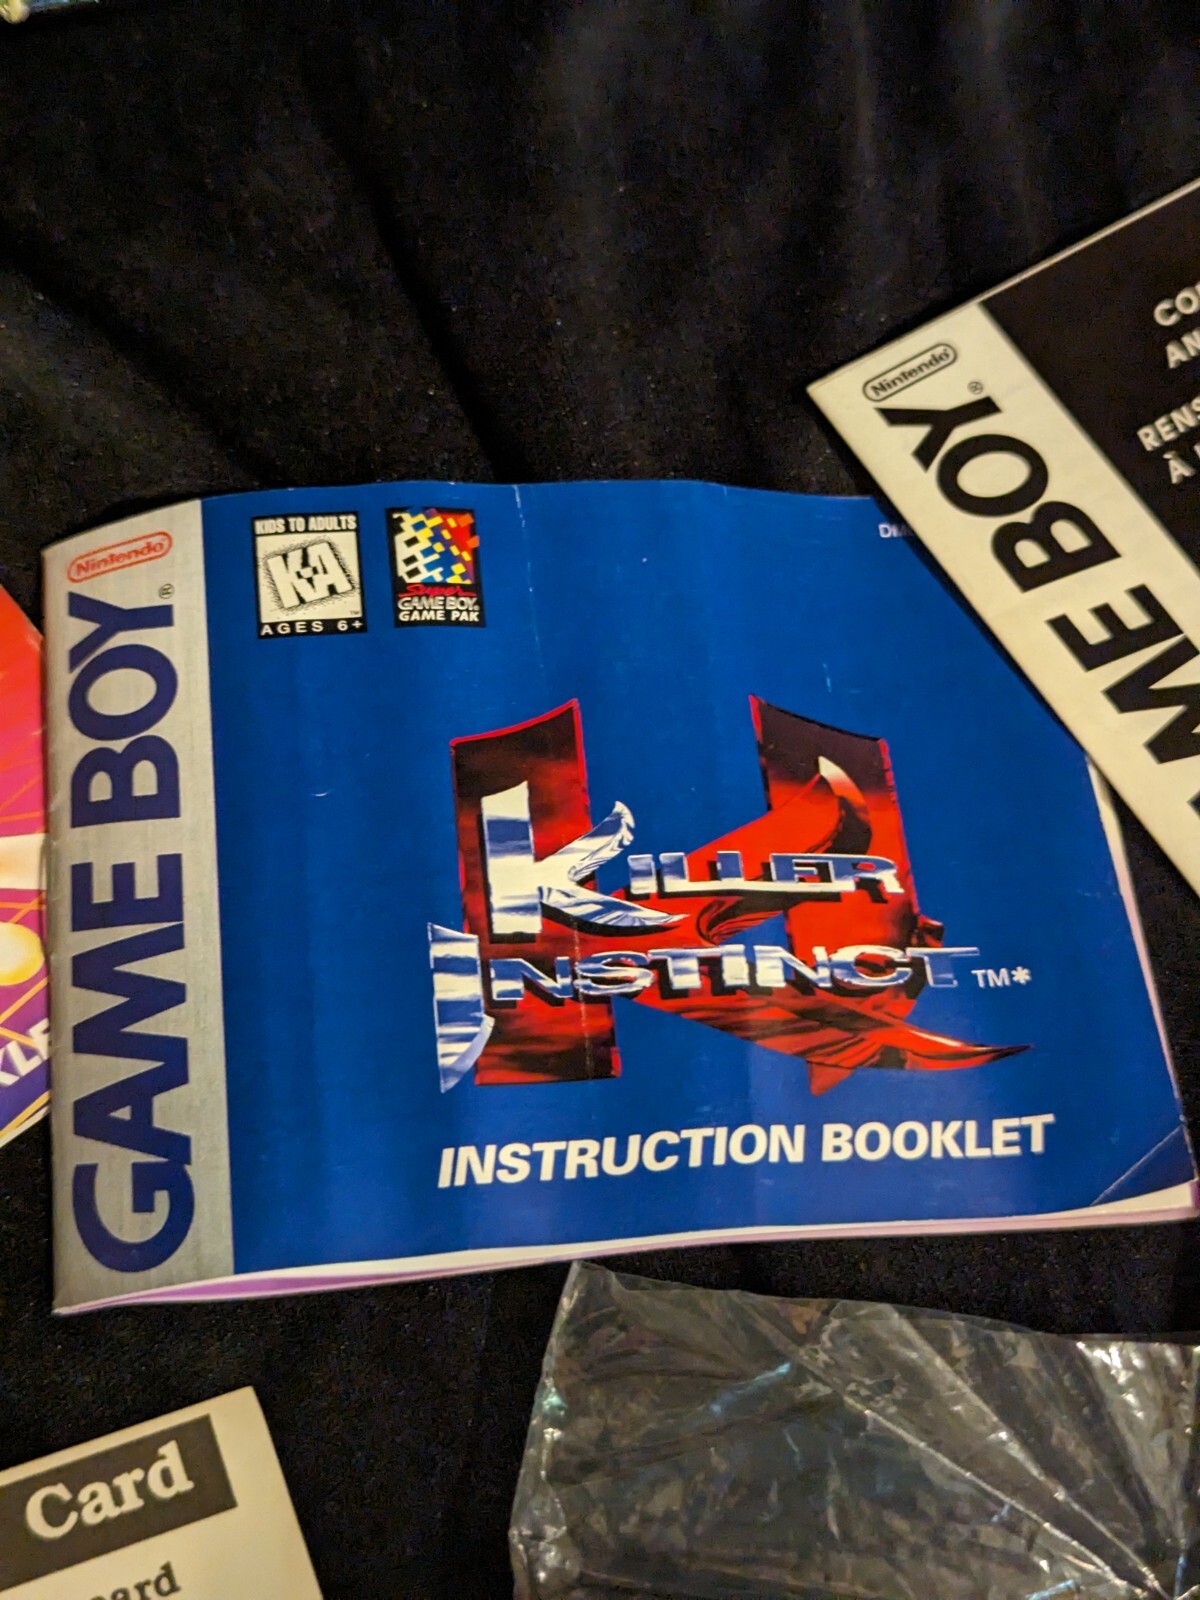 Nintendo®
GAME BOY
KIDS TO ADULTS
K-A
TM
AGES 6+
Super
GAME BOY®
GAME PAK
KILLER
INSTINCT TM*
INSTRUCTION BOOKLET
Nintendo®
GAME BOY®
À
Card